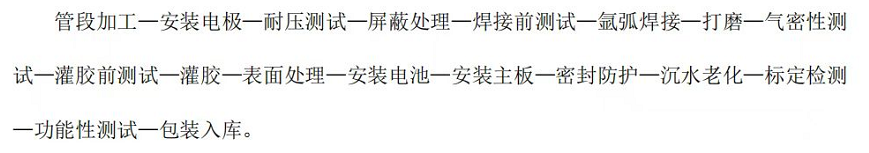 管段加工—安装电极—耐压测试—屏蔽处理—焊接前测试—氩弧焊接—打磨—气密性测
试—灌胶前测试—灌胶—表面处理—安装电池—安装主板—密封防护—沉水老化—标定检测
—功能性测试—包装入库。